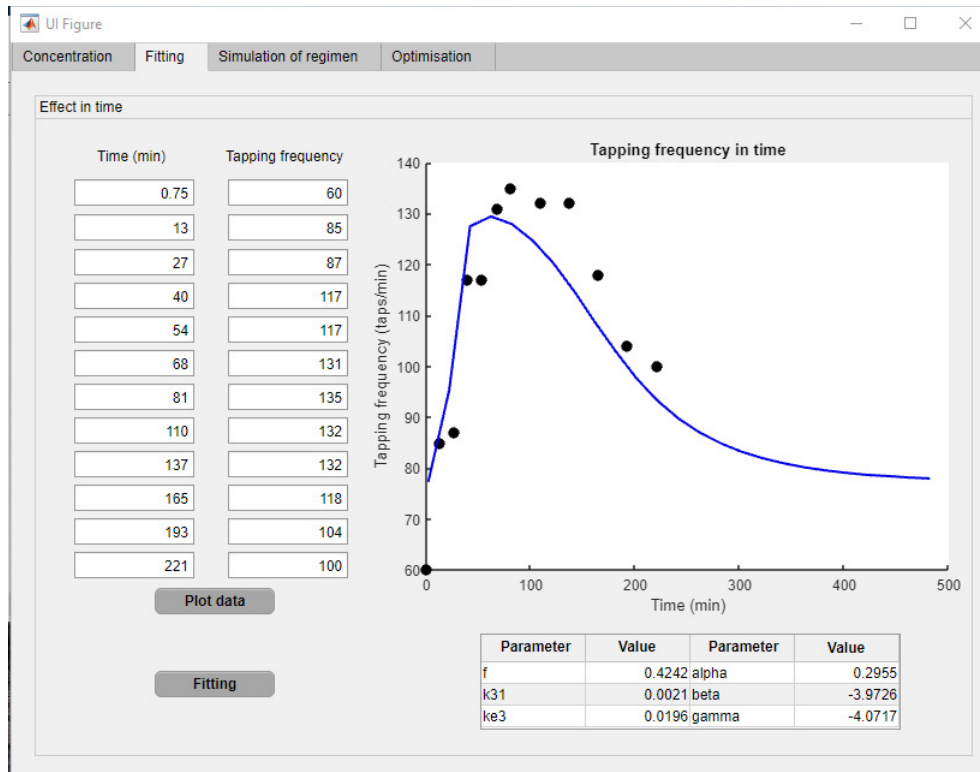 UI Figure
Concentration Fitting Simulation of regimen Optimisation
Effect in time
Time (min) Tapping frequency
0.75 60
13 85
27 87
40 117
54 117
68 131
81 135
110 132
137 132
165 118
193 104
221 100
Plot data
Fitting
Tapping frequency in time
Tapping frequency (taps/min)
140
130
120
110
100
90
80
70
60
0 100 200 300 400 500
Time (min)
Parameter Value Parameter Value
f 0.4242 alpha 0.2955
k31 0.0021 beta -3.9726
ke3 0.0196 gamma -4.0717